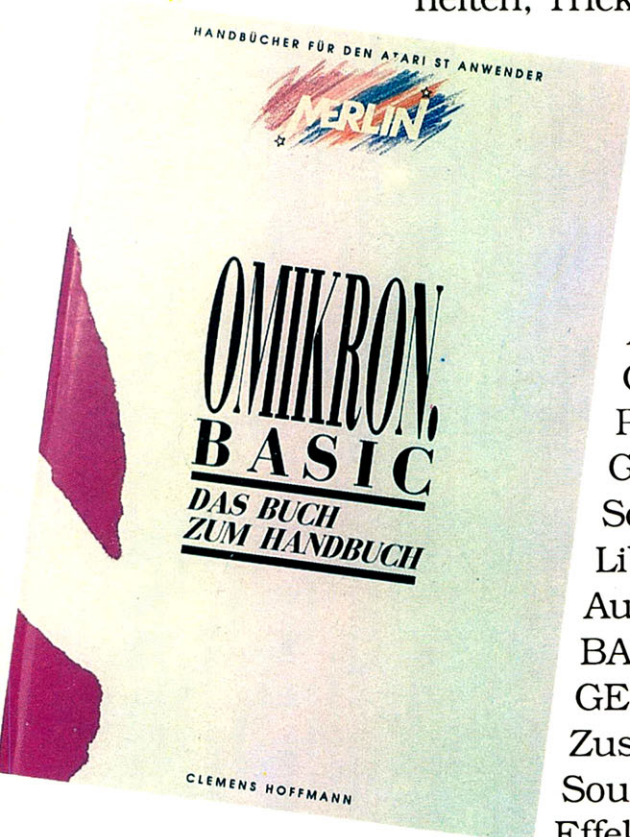 HANDBÜCHER FÜR DEN ATARI ST ANWENDER
MERLIN
OMIKRON.
BASIC
DAS BUCH
ZUM HANDBUCH
CLEMENS HOFFMANN